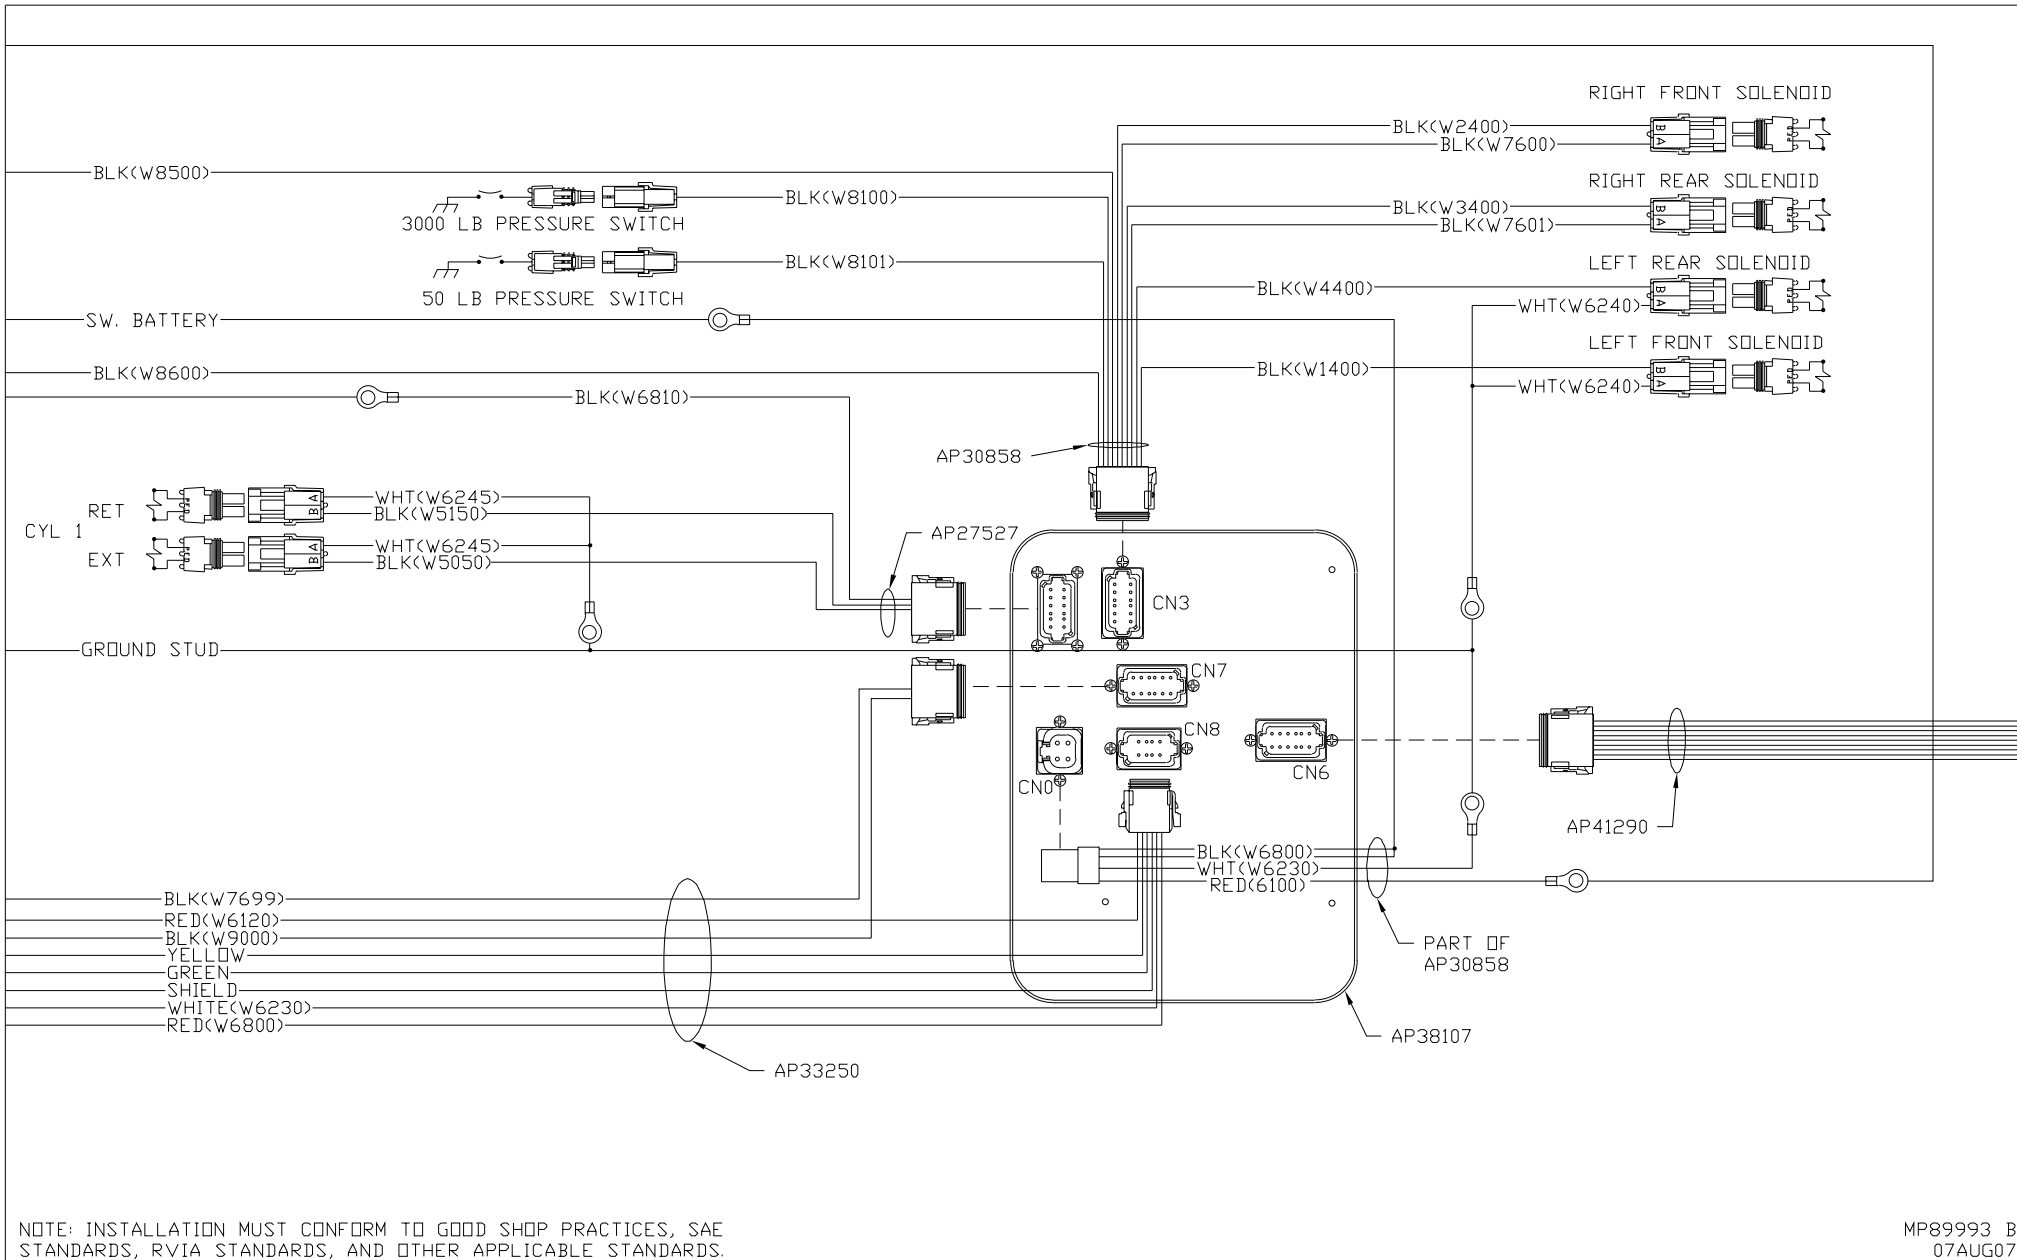 RIGHT FRONT SOLENOID
BLK(W2400)
BLK(W7600)
B
A
BLK(W8500)
3000 LB PRESSURE SWITCH
BLK(W8100)
RIGHT REAR SOLENOID
BLK(W3400)
BLK(W7601)
B
A
50 LB PRESSURE SWITCH
BLK(W8101)
LEFT REAR SOLENOID
BLK(W4400)
WHT(W6240)
B
A
SW. BATTERY
LEFT FRONT SOLENOID
BLK(W1400)
WHT(W6240)
B
A
BLK(W8600)
BLK(W6810)
AP30858
CYL 1
RET
A
B
WHT(W6245)
BLK(W5150)
EXT
A
B
WHT(W6245)
BLK(W5050)
AP27527
CN3
GROUND STUD
CN7
CN8
CN6
CN0
AP41290
BLK(W6800)
WHT(W6230)
RED(6100)
BLK(W7699)
RED(W6120)
BLK(W9000)
YELLOW
GREEN
SHIELD
WHITE(W6230)
RED(W6800)
PART OF
AP30858
AP38107
AP33250
NOTE: INSTALLATION MUST CONFORM TO GOOD SHOP PRACTICES, SAE
STANDARDS, RVIA STANDARDS, AND OTHER APPLICABLE STANDARDS.
MP89993 B
07AUG07